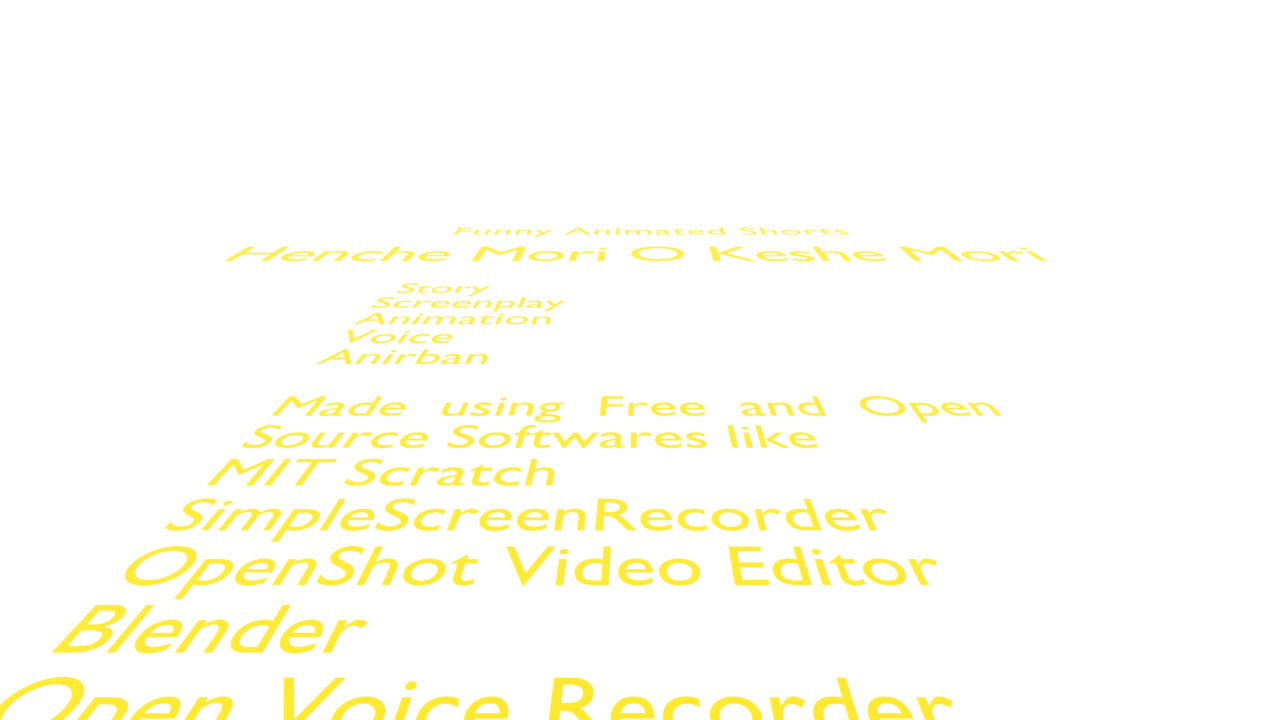 Funny Animated Shorts
Henche Mori O Keshe Mori
Story
Screenplay
Animation
Voice
Anirban
Made using Free and Open
Source Softwares like
MIT Scratch
SimpleScreenRecorder
OpenShot Video Editor
Blender
Open Voice Recorder